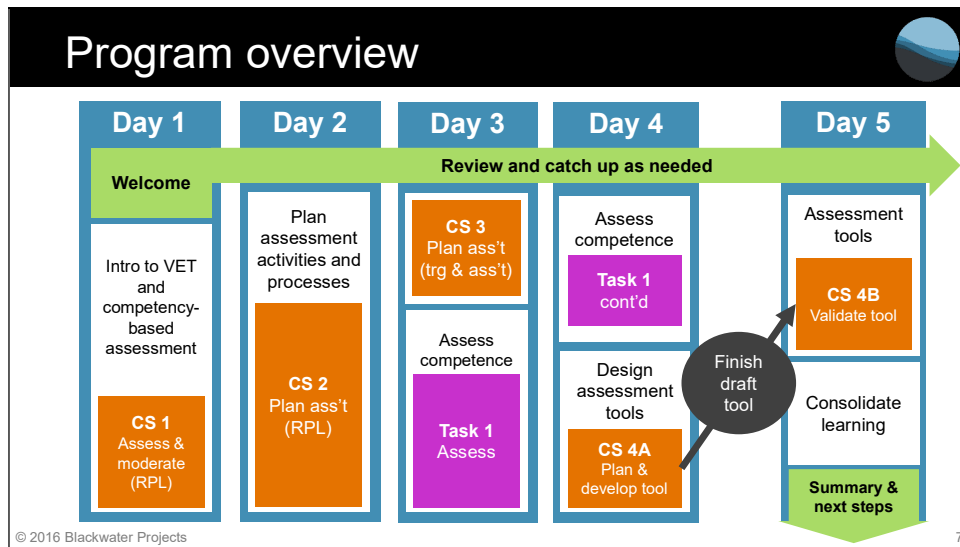 Program overview
Day 1
Day 2
Day 3
Day 4
Day 5
Welcome
Review and catch up as needed
Intro to VET
and
competency-
based
assessment
CS 1
Assess &
moderate
(RPL)
Plan
assessment
activities and
processes
CS 2
Plan ass’t
(RPL)
CS 3
Plan ass’t
(trg & ass’t)
Assess
competence
Task 1
Assess
Assess
competence
Task 1
cont’d
Design
assessment
tools
CS 4A
Plan &
develop tool
Finish
draft
tool
Assessment
tools
CS 4B
Validate tool
Consolidate
learning
Summary &
next steps
© 2016 Blackwater Projects
7